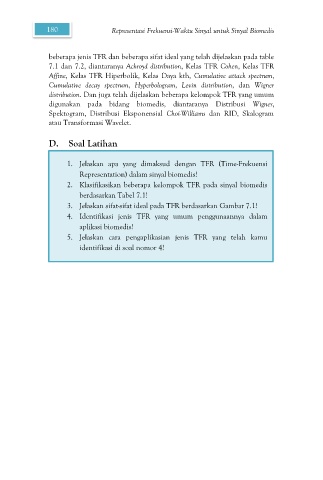 180
Representase Frekuensi-Waktu Sinyal untuk Sinyal Biomedis
beberapa jenis TFR dan beberapa sifat ideal yang telah dijelaskan pada table
7.1 dan 7.2, diantaranya Ackroyd distribution, Kelas TFR Cohen, Kelas TFR
Affine, Kelas TFR Hiperbolik, Kelas Daya kth, Cumulative attack spectrum,
Cumulative decay spectrum, Hyperbologram, Levin distribution, dan Wigner
distribution. Dan juga telah dijelaskan beberapa kelompok TFR yang umum
digunakan pada bidang biomedis, diantaranya Distribusi Wigner,
Spektogram, Distribusi Eksponensial Choi-Williams dan RID, Skalogram
atau Transformasi Wavelet.
D. Soal Latihan
1. Jelaskan apa yang dimaksud dengan TFR (Time-Frekuensi
Representation) dalam sinyal biomedis!
2. Klasifikasikan beberapa kelompok TFR pada sinyal biomedis
berdasarkan Tabel 7.1!
3. Jelaskan sifat-sifat ideal pada TFR berdasarkan Gambar 7.1!
4. Identifikasi jenis TFR yang umum penggunaannya dalam
aplikasi biomedis!
5. Jelaskan cara pengaplikasian jenis TFR yang telah kamu
identifikasi di soal nomor 4!